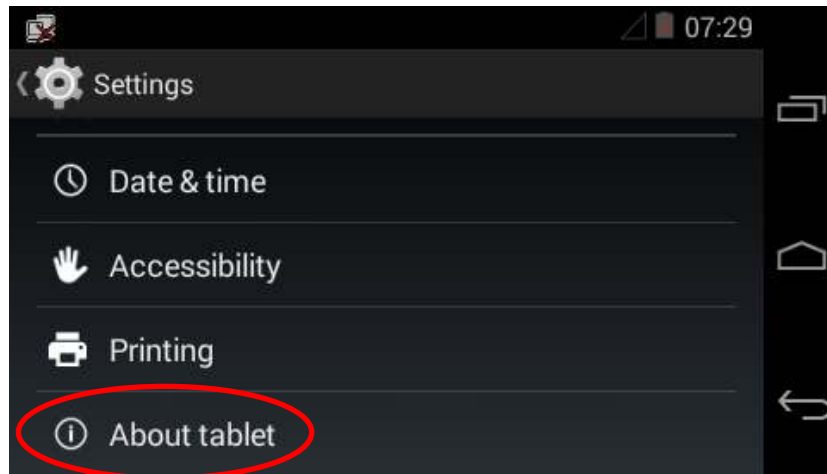 07:29
Settings
Date & time
Accessibility
Printing
About tablet